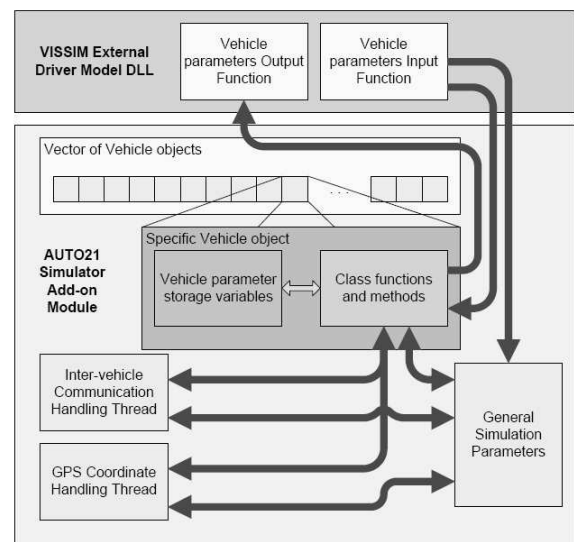 VISSIM External
Driver Model DLL
Vehicle
parameters Output
Function
Vehicle
parameters Input
Function
Vector of Vehicle objects
. . .
Specific Vehicle object
AUTO21
Simulator
Add-on
Module
Vehicle parameter
storage variables
Class functions
and methods
Inter-vehicle
Communication
Handling Thread
General
Simulation
Parameters
GPS Coordinate
Handling Thread